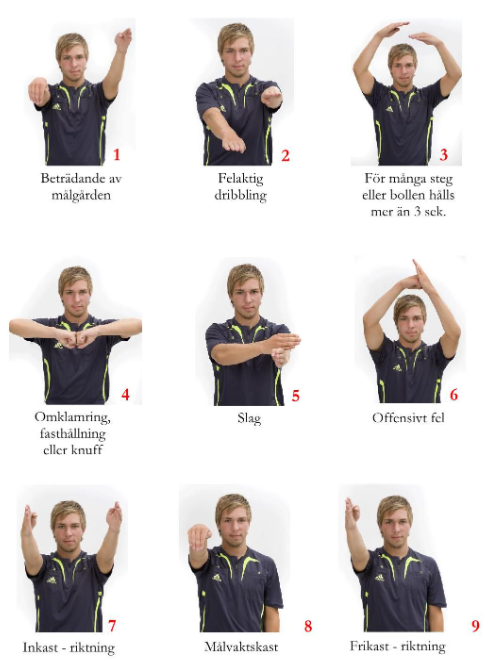 1
2
3
Beträdande av
målgården
Felaktig
dribbling
För många steg
eller bollen hålls
mer än 3 sek.
4
5
6
Omklamring,
fasthållning
eller knuff
Slag
Offensivt fel
7
8
9
Inkast - riktning
Målvaktskast
Frikast - riktning